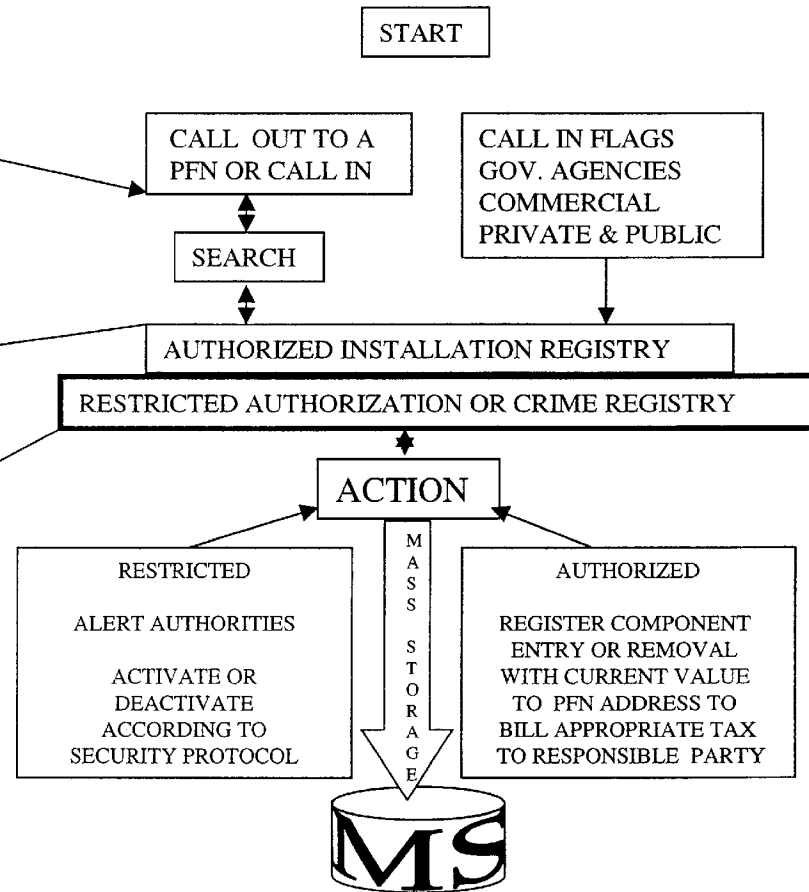 START
CALL OUT TO A
PFN OR CALL IN
CALL IN FLAGS
GOV. AGENCIES
COMMERCIAL
PRIVATE & PUBLIC
SEARCH
AUTHORIZED INSTALLATION REGISTRY
RESTRICTED AUTHORIZATION OR CRIME REGISTRY
ACTION
RESTRICTED
ALERT AUTHORITIES
ACTIVATE OR
DEACTIVATE
ACCORDING TO
SECURITY PROTOCOL
MASS STORAGE
AUTHORIZED
REGISTER COMPONENT
ENTRY OR REMOVAL
WITH CURRENT VALUE
TO PFN ADDRESS TO
BILL APPROPRIATE TAX
TO RESPONSIBLE PARTY
MS